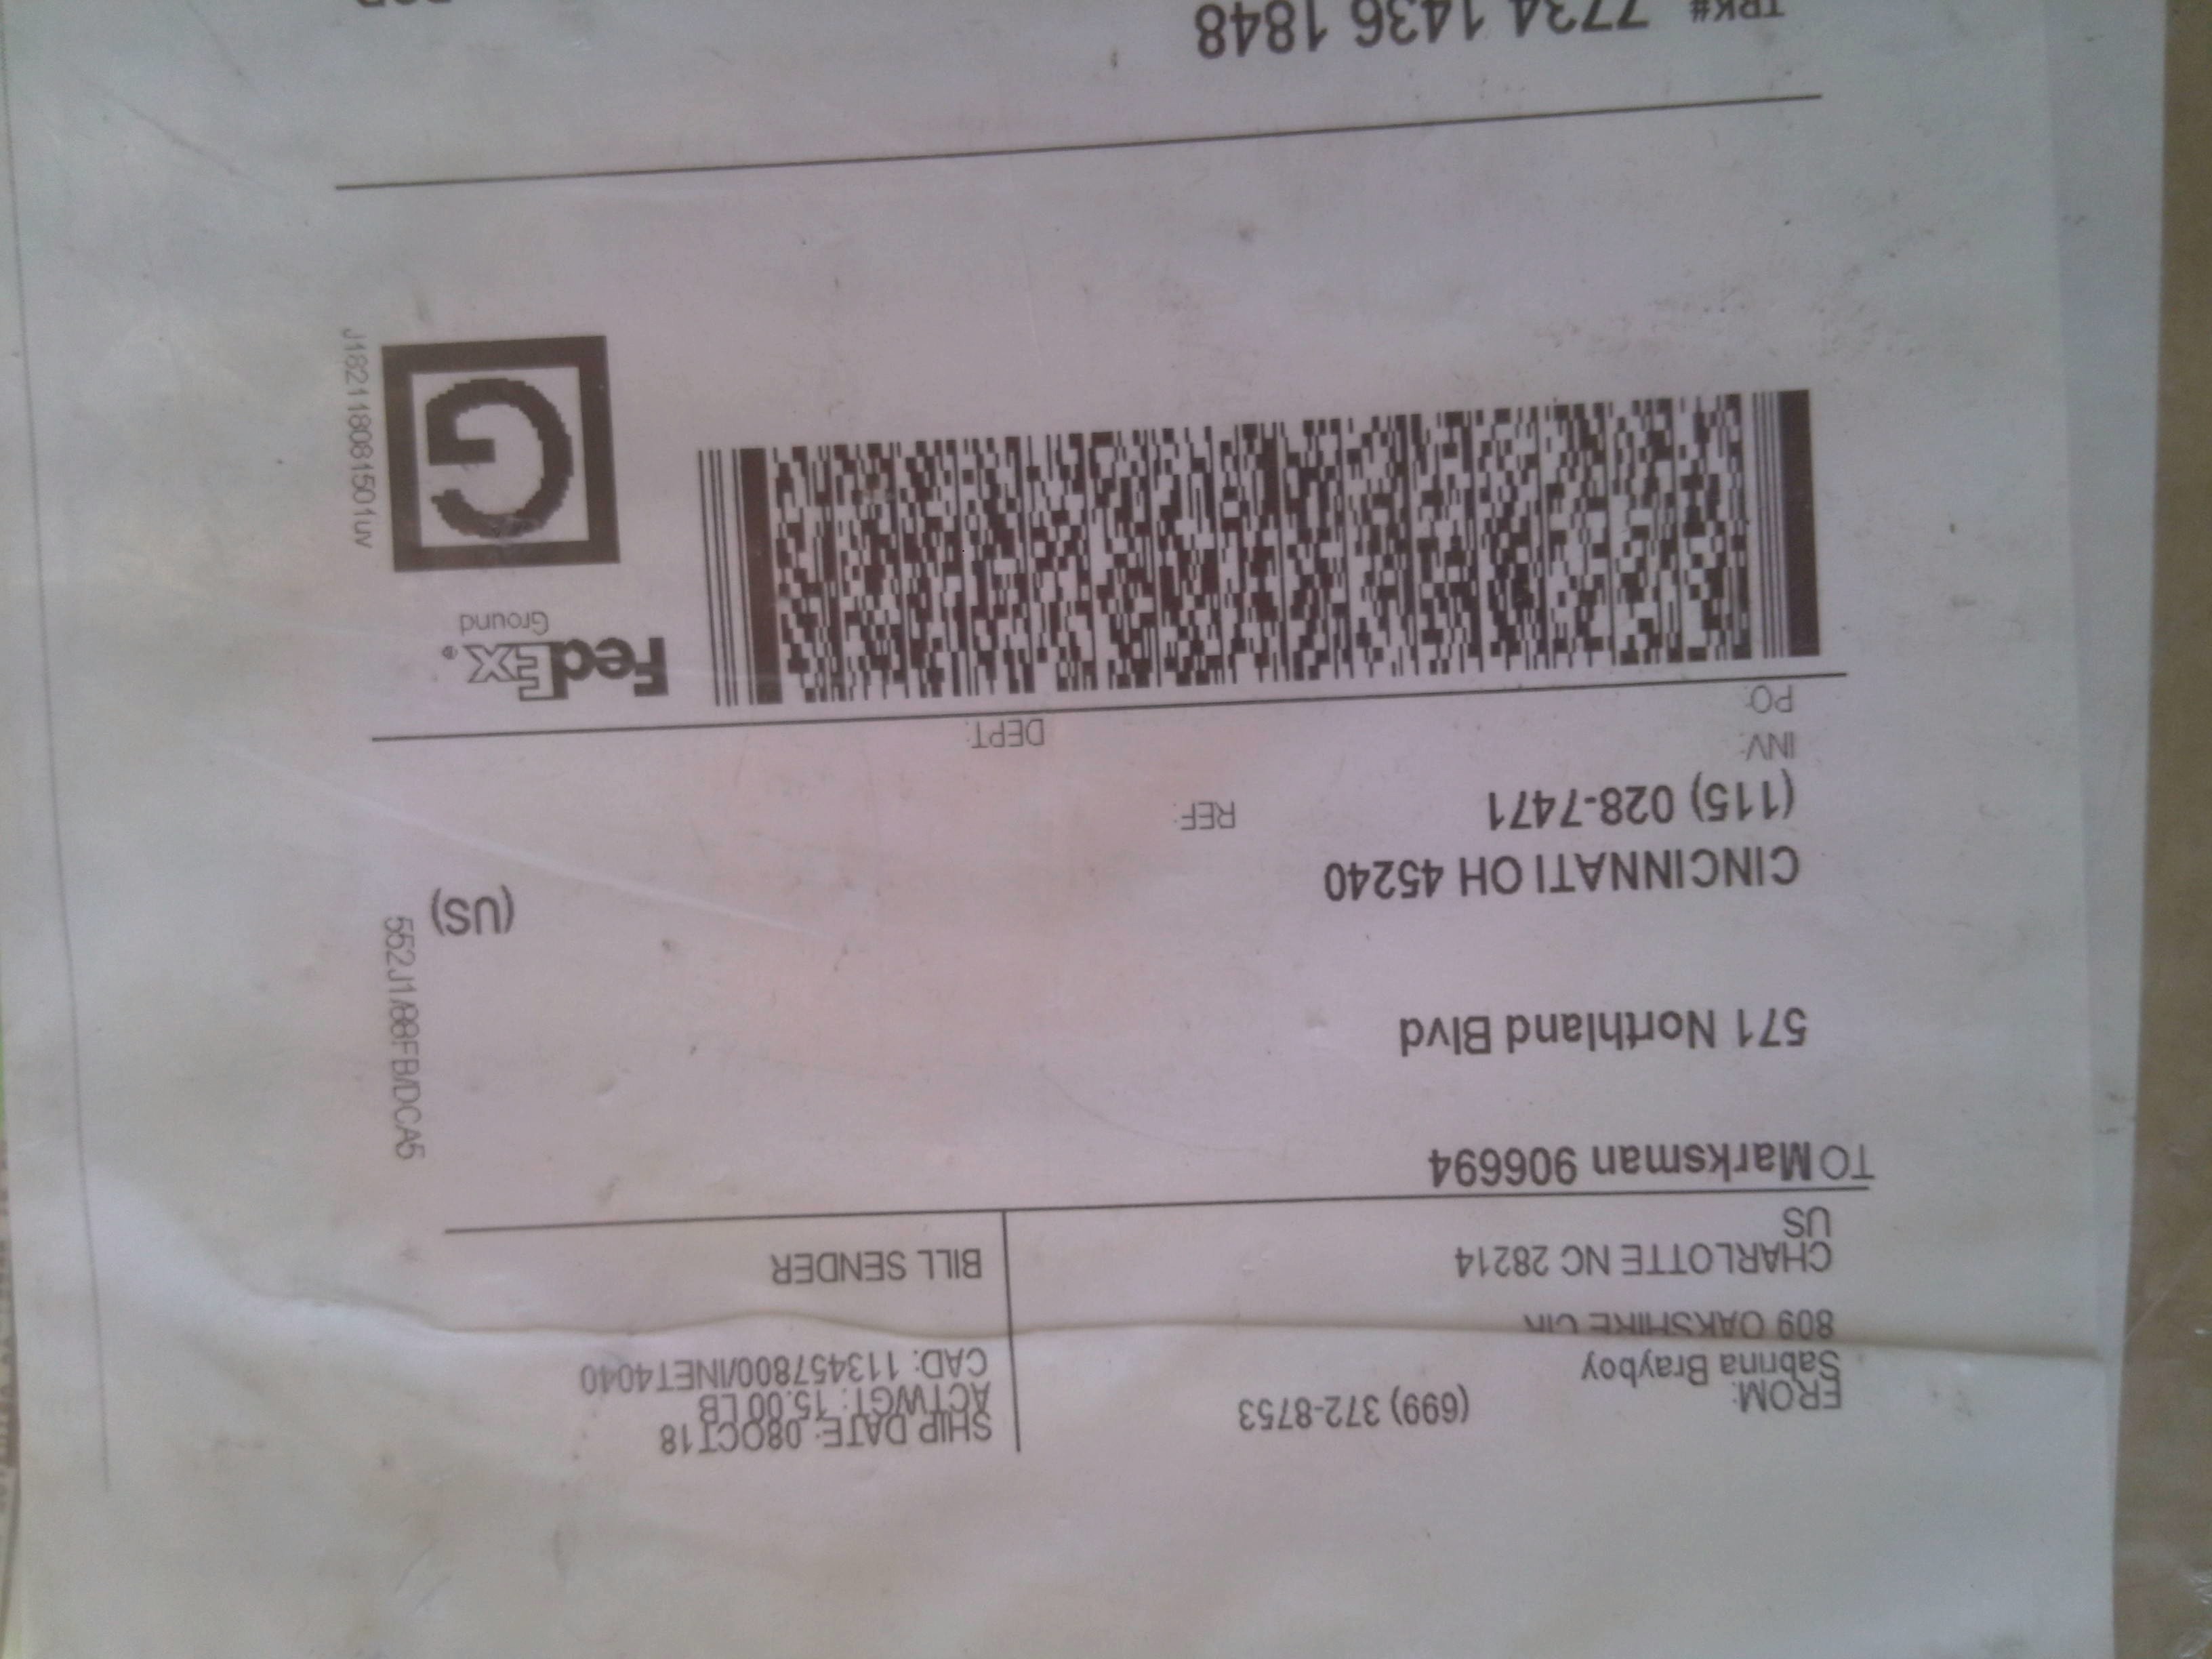 FROM: (699) 372-8753
Sabrina Brayboy
809 OAKSHIRE CIR
CHARLOTTE NC 28214
US
SHIP DATE: 08OCT18
ACTWGT: 15.00 LB
CAD: 113457800/INET4040
BILL SENDER
TO Marksman 906694
571 Northland Blvd
CINCINNATI OH 45240
(US)
(115) 028-7471
REF:
INV:
PO: DEPT:
552J1/88FB/DCA5
FedEx®
Ground
G
J182118081501uv
TRK# 7734 1436 1848